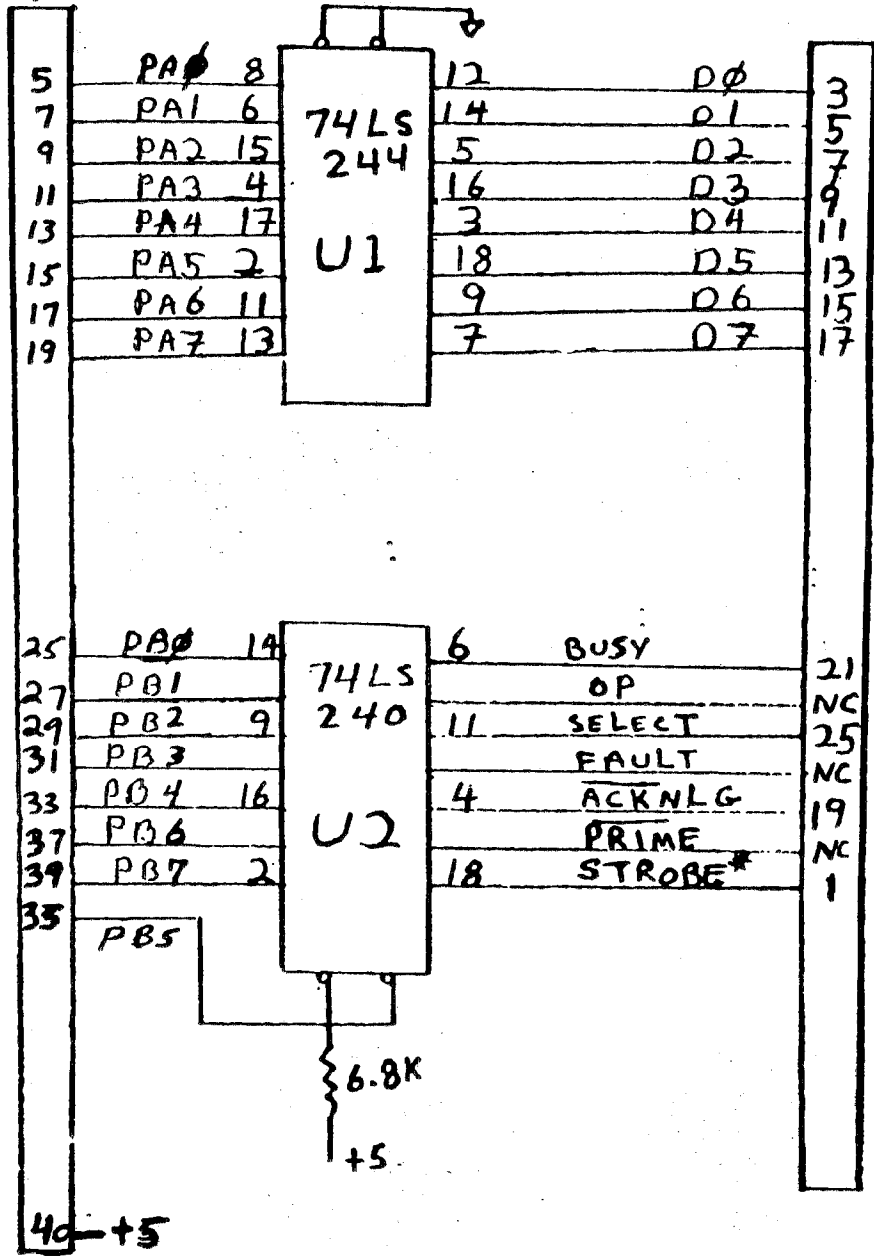 5 PAØ 8 12 DØ 3
7 PA1 6 14 D1 5
9 PA2 15 5 D2 7
11 PA3 4 16 D3 9
13 PA4 17 3 D4 11
15 PA5 2 18 D5 13
17 PA6 11 9 D6 15
19 PA7 13 7 D7 17
74LS
244
U1
25 PBØ 14 6 BUSY 21
27 PB1 OP NC
29 PB2 9 11 SELECT 25
31 PB3 FAULT NC
33 PB4 16 4 ACKNLG 19
37 PB6 PRIME NC
39 PB7 2 18 STROBE* 1
35 PB5
74LS
240
U2
6.8K
+5
40 +5